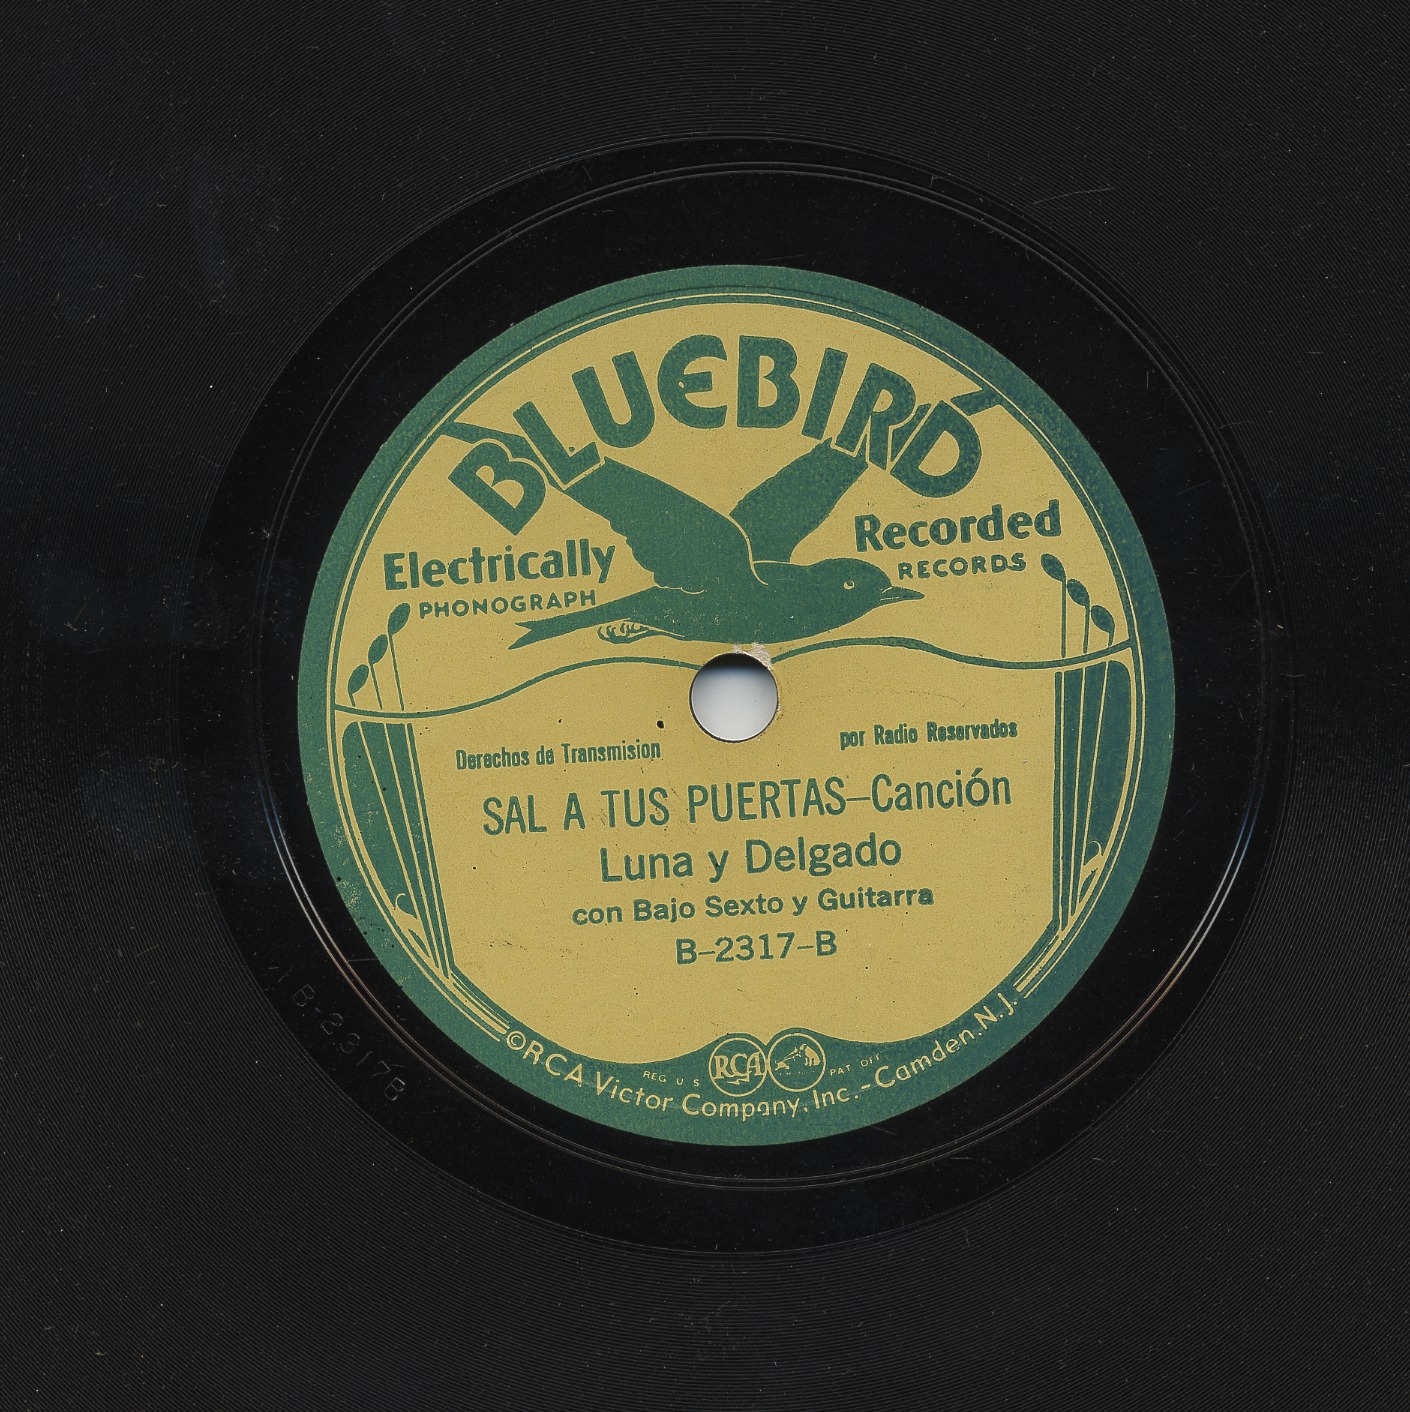 BLUEBIRD
Electrically Recorded
PHONOGRAPH RECORDS
Derechos de Transmision por Radio Reservados
SAL A TUS PUERTAS–Canción
Luna y Delgado
con Bajo Sexto y Guitarra
B–2317–B
REG U S RCA PAT OFF
©RCA Victor Company, Inc.-Camden.N.J.
B-2317B